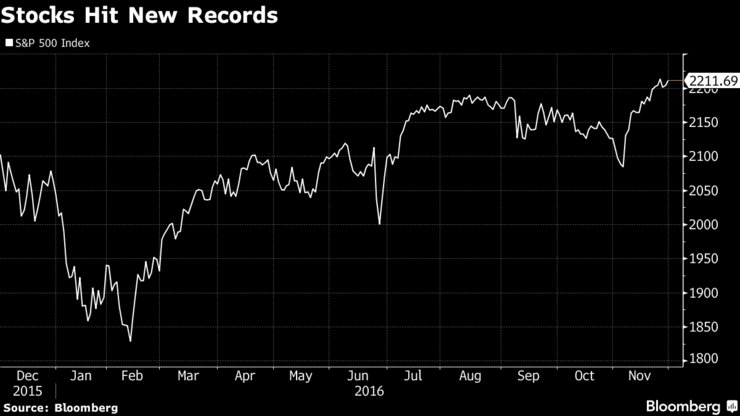 Stocks Hit New Records
S&P 500 Index
2211.69
2200
2150
2100
2050
2000
1950
1900
1850
1800
Dec Jan Feb Mar Apr May Jun Jul Aug Sep Oct Nov
2015 2016
Source: Bloomberg
Bloomberg